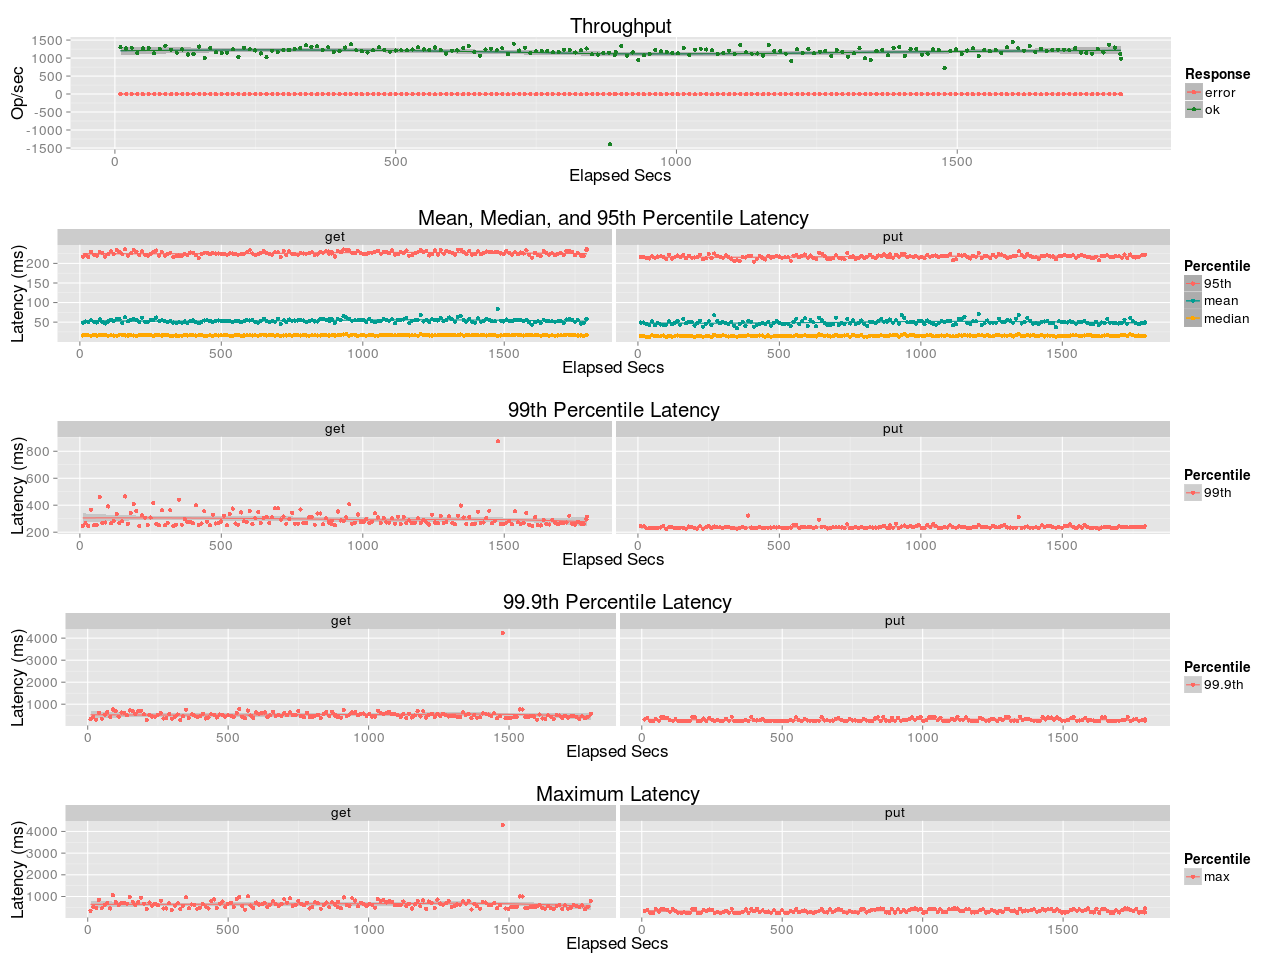 Throughput
Op/sec
1500
1000
500
0
-500
-1000
-1500
0 500 1000 1500
Elapsed Secs
Response
error
ok
Mean, Median, and 95th Percentile Latency
get put
Latency (ms)
200
150
100
50
0 500 1000 1500 0 500 1000 1500
Elapsed Secs
Percentile
95th
mean
median
99th Percentile Latency
get put
Latency (ms)
800
600
400
200
0 500 1000 1500 0 500 1000 1500
Elapsed Secs
Percentile
99th
99.9th Percentile Latency
get put
Latency (ms)
4000
3000
2000
1000
0 500 1000 1500 0 500 1000 1500
Elapsed Secs
Percentile
99.9th
Maximum Latency
get put
Latency (ms)
4000
3000
2000
1000
0 500 1000 1500 0 500 1000 1500
Elapsed Secs
Percentile
max